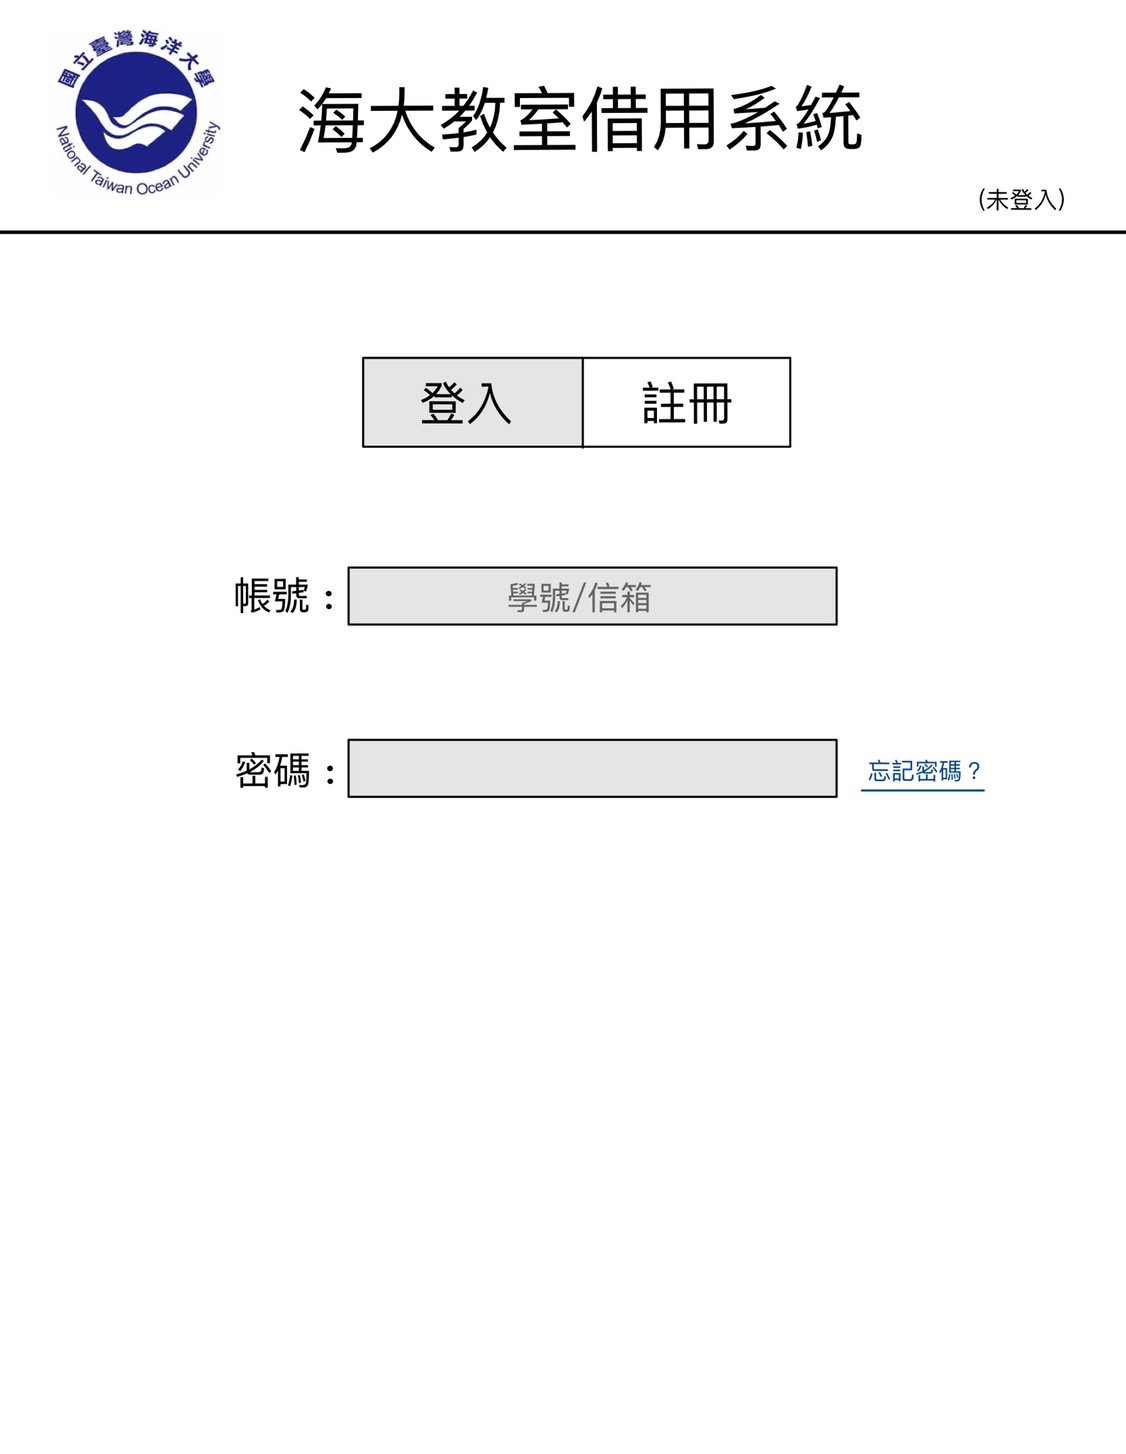 國立臺灣海洋大學
National Taiwan Ocean University
海大教室借用系統
(未登入)
登入 註冊
帳號： 學號/信箱
密碼： 忘記密碼？